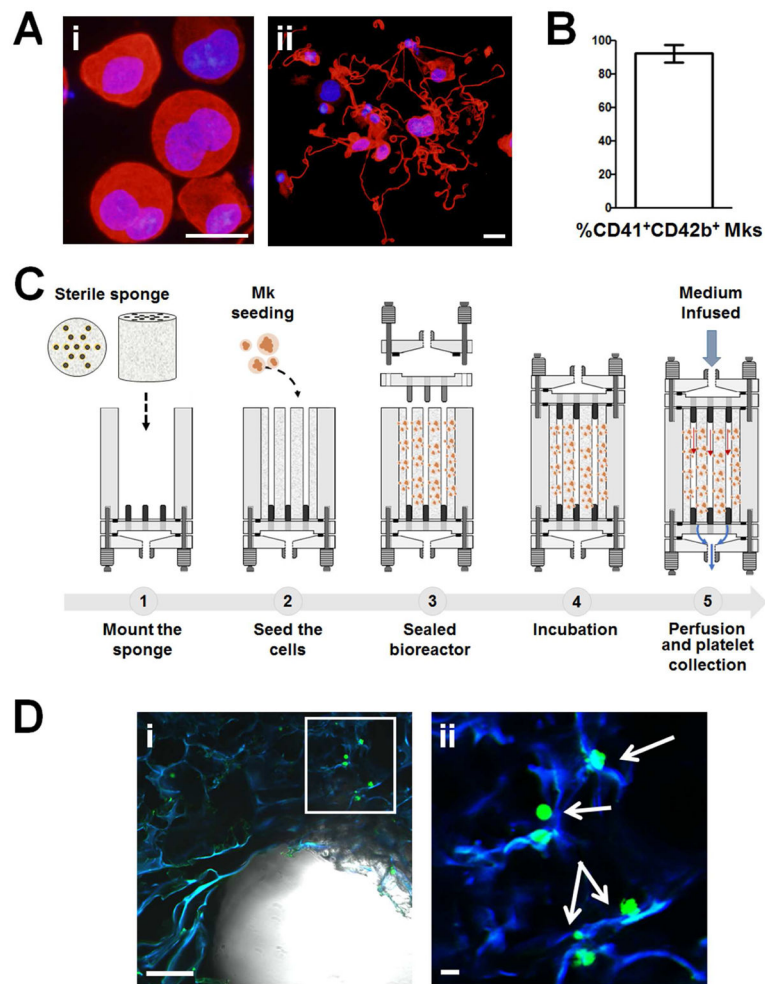 A
i
ii
B
100
80
60
40
20
0
%CD41⁺CD42b⁺ Mks
C
Sterile sponge
Mk
seeding
Medium
Infused
1
2
3
4
5
Mount the
sponge
Seed the
cells
Sealed
bioreactor
Incubation
Perfusion
and platelet
collection
D
i
ii